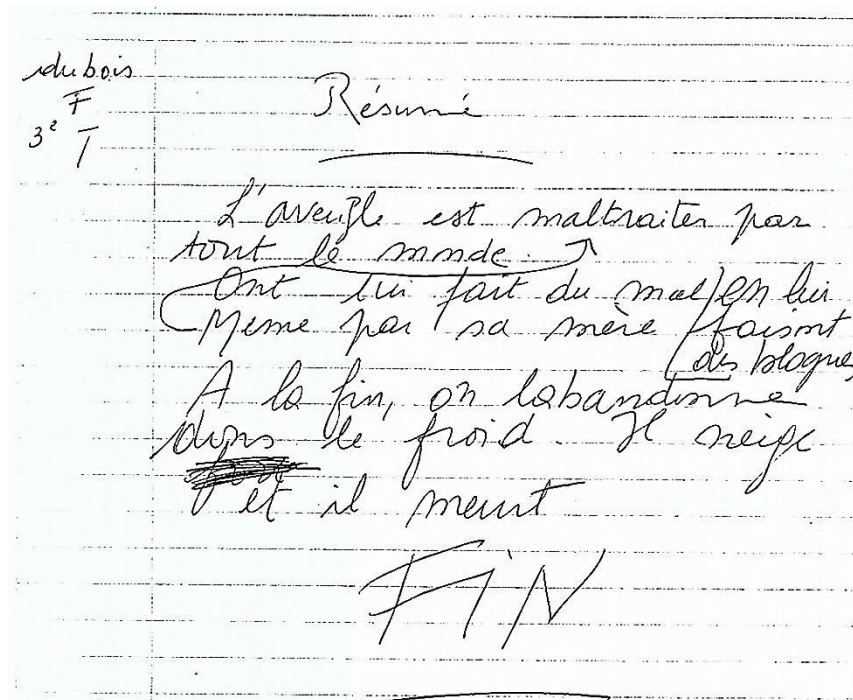 dubois
F
3e
1
Résumé
L'aveugle est maltraiter par
tout le monde.
Ont lui fait du mal en lui
Meme par sa mère faisant
des blagues
A la fin, on labandonne
dans le froid. Il neige
et il meurt
FIN